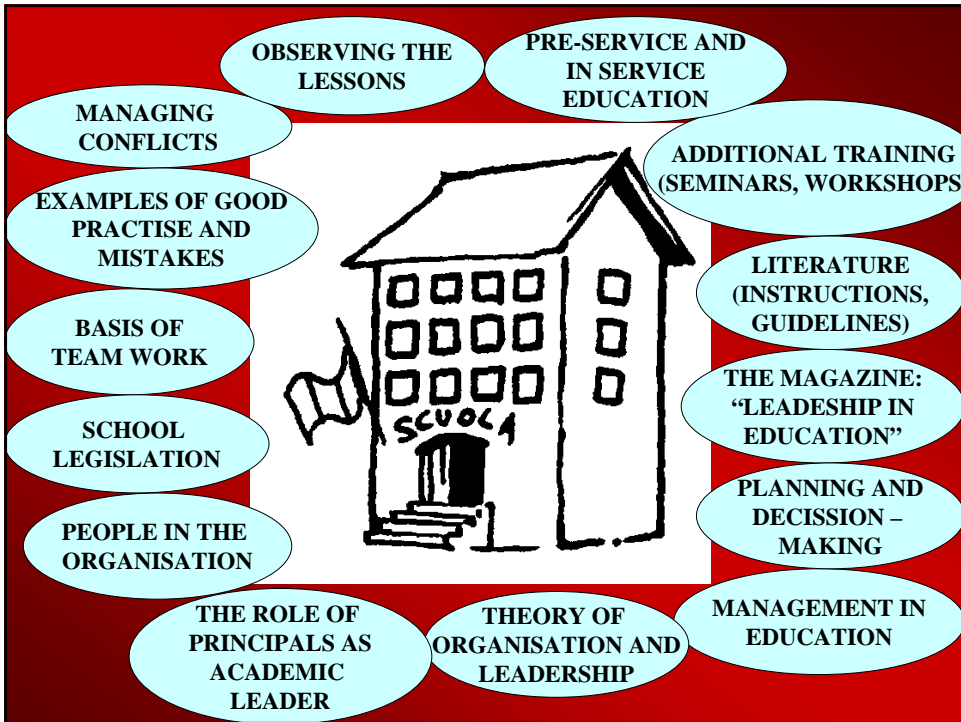 OBSERVING THE
LESSONS
PRE-SERVICE AND
IN SERVICE
EDUCATION
MANAGING
CONFLICTS
ADDITIONAL TRAINING
(SEMINARS, WORKSHOPS
EXAMPLES OF GOOD
PRACTISE AND
MISTAKES
LITERATURE
(INSTRUCTIONS,
GUIDELINES)
BASIS OF
TEAM WORK
THE MAGAZINE:
“LEADESHIP IN
EDUCATION”
SCUOLA
SCHOOL
LEGISLATION
PLANNING AND
DECISSION –
MAKING
PEOPLE IN THE
ORGANISATION
THE ROLE OF
PRINCIPALS AS
ACADEMIC
LEADER
THEORY OF
ORGANISATION AND
LEADERSHIP
MANAGEMENT IN
EDUCATION